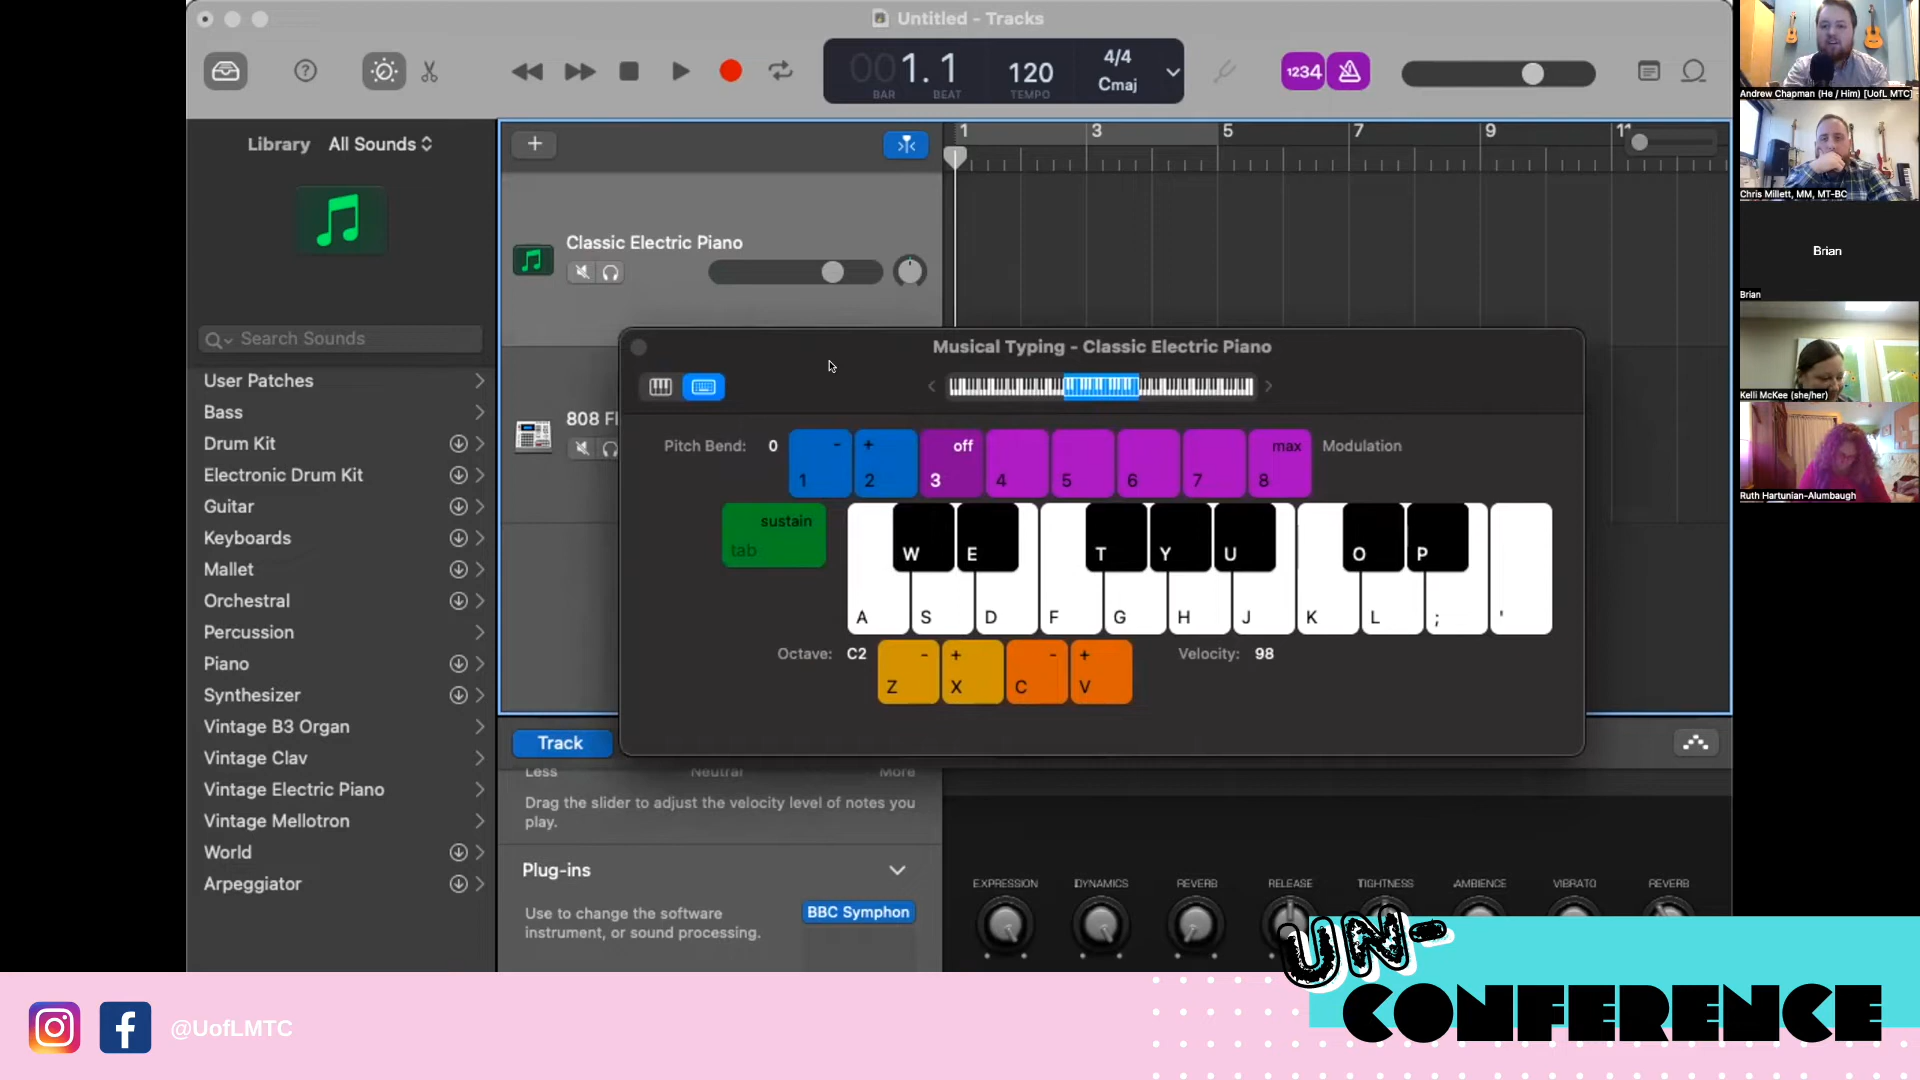 Untitled - Tracks
001.1
BAR
BEAT
120
TEMPO
4/4
Cmaj
1234
Library
All Sounds
Search Sounds
User Patches
Bass
Drum Kit
Electronic Drum Kit
Guitar
Keyboards
Mallet
Orchestral
Percussion
Piano
Synthesizer
Vintage B3 Organ
Vintage Clav
Vintage Electric Piano
Vintage Mellotron
World
Arpeggiator
1
3
5
7
9
11
Classic Electric Piano
808 Fl
Musical Typing - Classic Electric Piano
Pitch Bend: 0
- 1
+ 2
off 3
4
5
6
7
max 8
Modulation
sustain
tab
W E T Y U O P
A S D F G H J K L ; '
Octave: C2
- Z
+ X
- C
+ V
Velocity: 98
Track
Less
Neutral
More
Drag the slider to adjust the velocity level of notes you
play.
Plug-ins
Use to change the software
instrument, or sound processing.
BBC Symphon
EXPRESSION
DYNAMICS
REVERB
RELEASE
TIGHTNESS
AMBIENCE
VIBRATO
REVERB
Andrew Chapman (He / Him) [UofL MTC]
Chris Millett, MM, MT-BC
Brian
Brian
Kelli McKee (she/her)
Ruth Hartunian-Alumbaugh
@UofLMTC
UN-
CONFERENCE